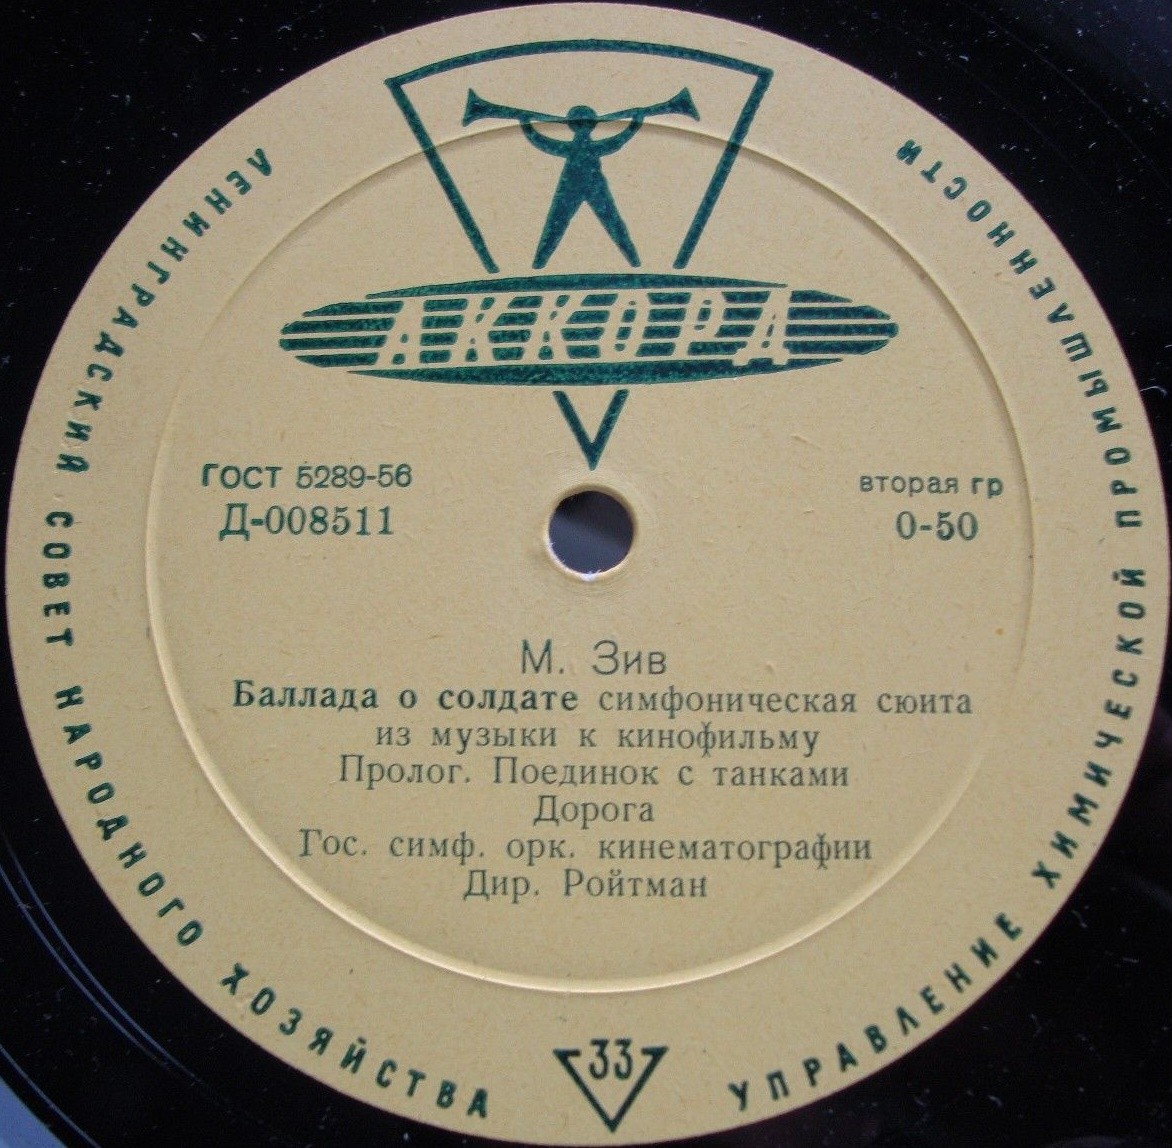 ЛЕНИНГРАДСКИЙ СОВЕТ НАРОДНОГО ХОЗЯЙСТВА
УПРАВЛЕНИЕ ХИМИЧЕСКОЙ ПРОМЫШЛЕННОСТИ
АККОРД
ГОСТ 5289-56
Д-008511
вторая гр
0-50
М. Зив
Баллада о солдате симфоническая сюита
из музыки к кинофильму
Пролог. Поединок с танками
Дорога
Гос. симф. орк. кинематографии
Дир. Ройтман
33